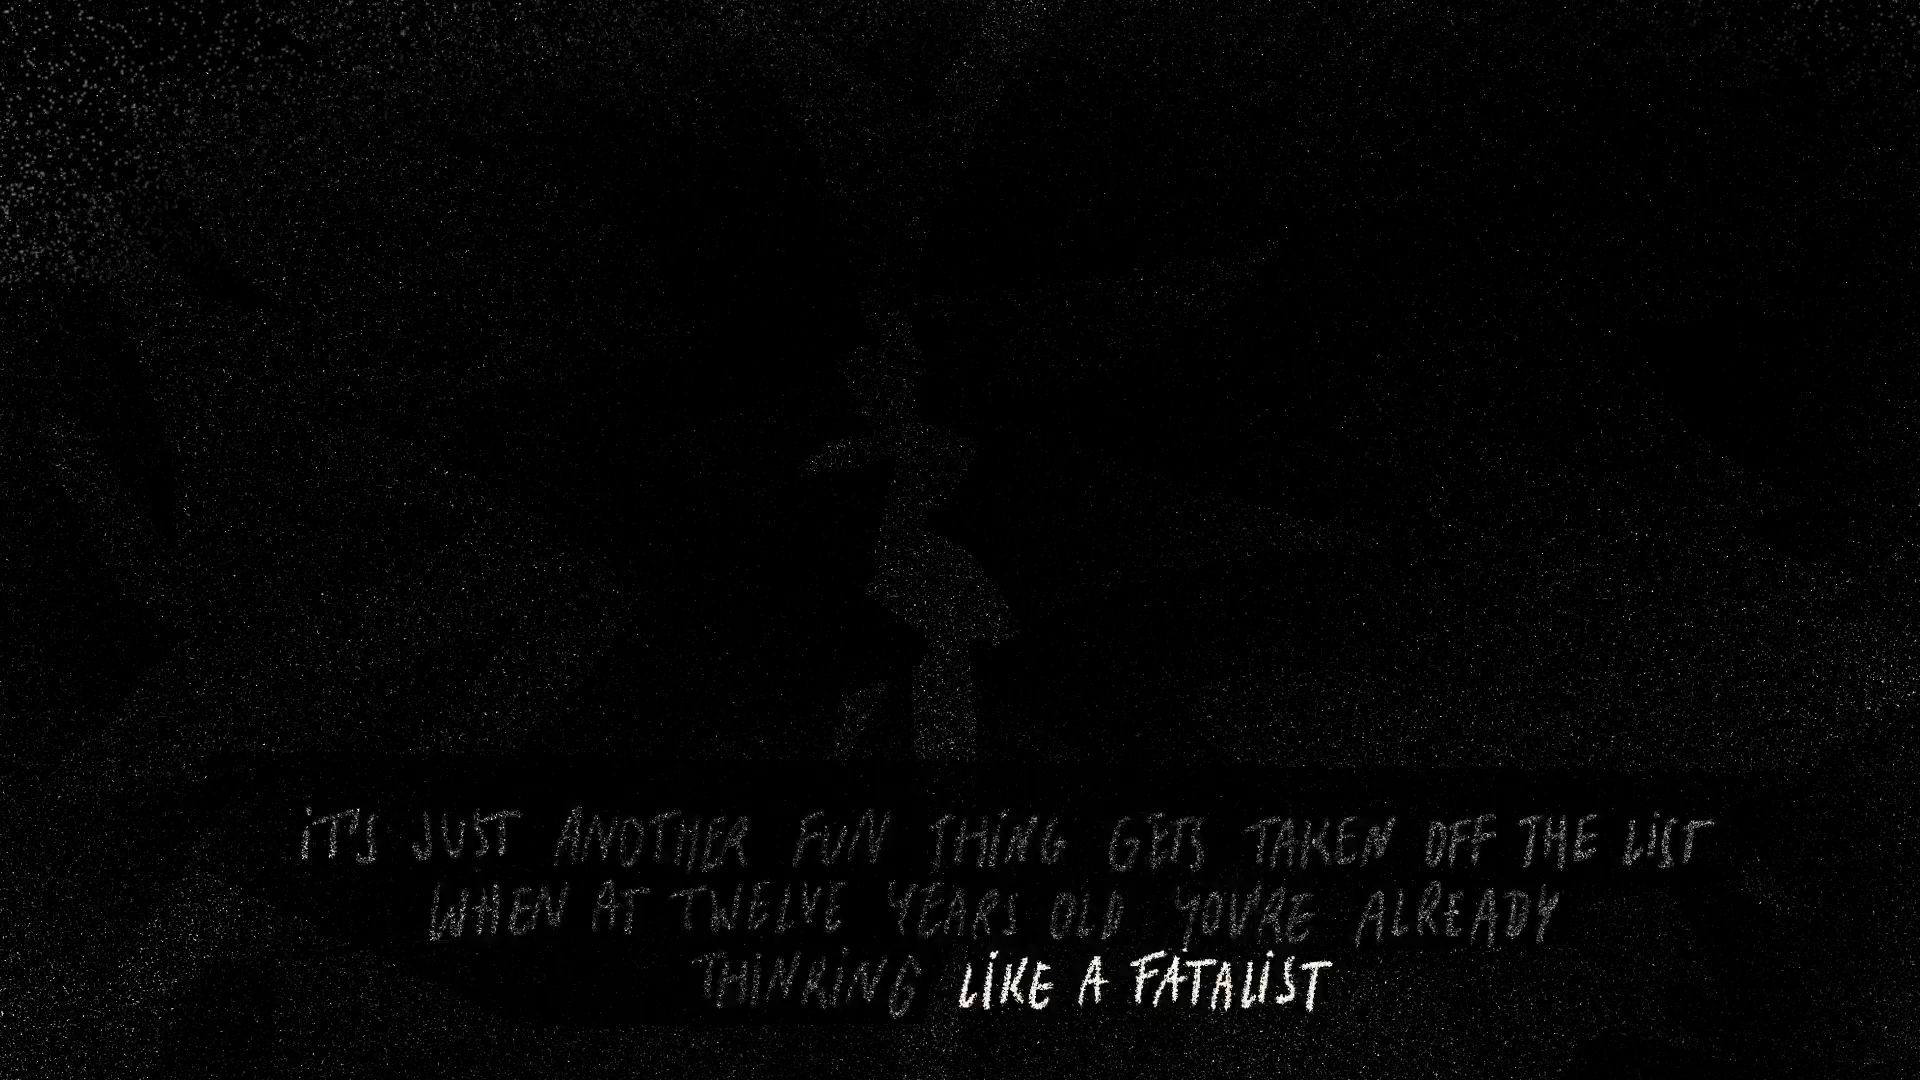 iT'S JUST ANOTHER FUN THiNG GETS TAKEN OFF THE LiST
WHEN AT TWELVE YEARS OLD YOU'RE ALREADY
THiNKiNG LiKE A FATALiST